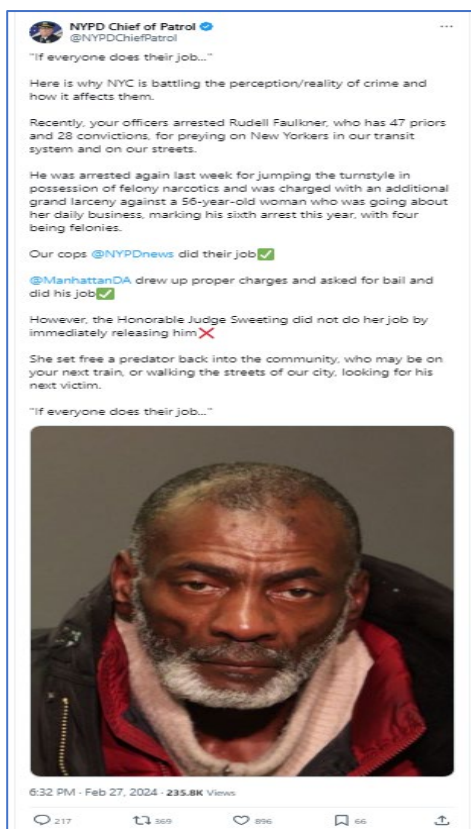 NYPD Chief of Patrol
@NYPDChiefPatrol
"If everyone does their job..."
Here is why NYC is battling the perception/reality of crime and
how it affects them.
Recently, your officers arrested Rudell Faulkner, who has 47 priors
and 28 convictions, for preying on New Yorkers in our transit
system and on our streets.
He was arrested again last week for jumping the turnstyle in
possession of felony narcotics and was charged with an additional
grand larceny against a 56-year-old woman who was going about
her daily business, marking his sixth arrest this year, with four
being felonies.
Our cops @NYPDnews did their job✅
@ManhattanDA drew up proper charges and asked for bail and
did his job✅
However, the Honorable Judge Sweeting did not do her job by
immediately releasing him❌
She set free a predator back into the community, who may be on
your next train, or walking the streets of our city, looking for his
next victim.
"If everyone does their job..."
6:32 PM · Feb 27, 2024 · 235.8K Views
217 369 896 66